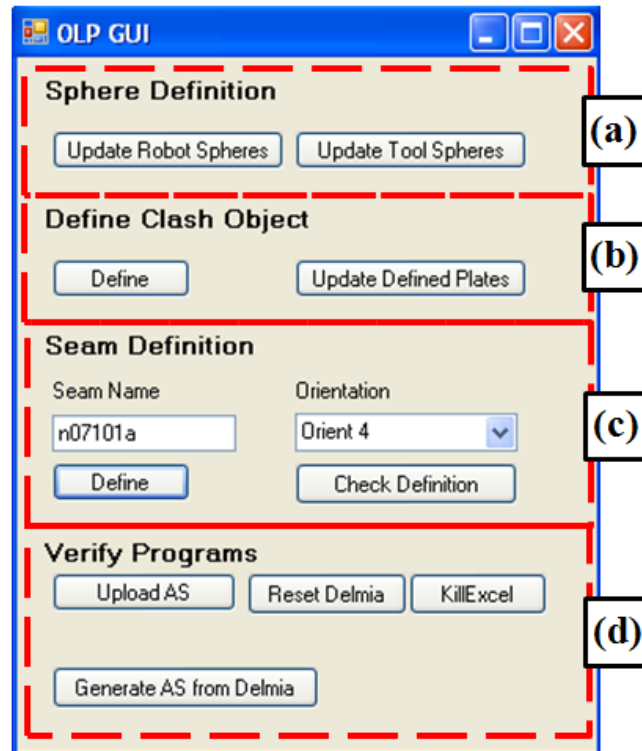 OLP GUI
Sphere Definition
(a)
Update Robot Spheres Update Tool Spheres
Define Clash Object
(b)
Define Update Defined Plates
Seam Definition
Seam Name Orientation
(c)
n07101a Orient 4
Define Check Definition
Verify Programs
Upload AS Reset Delmia KillExcel
(d)
Generate AS from Delmia